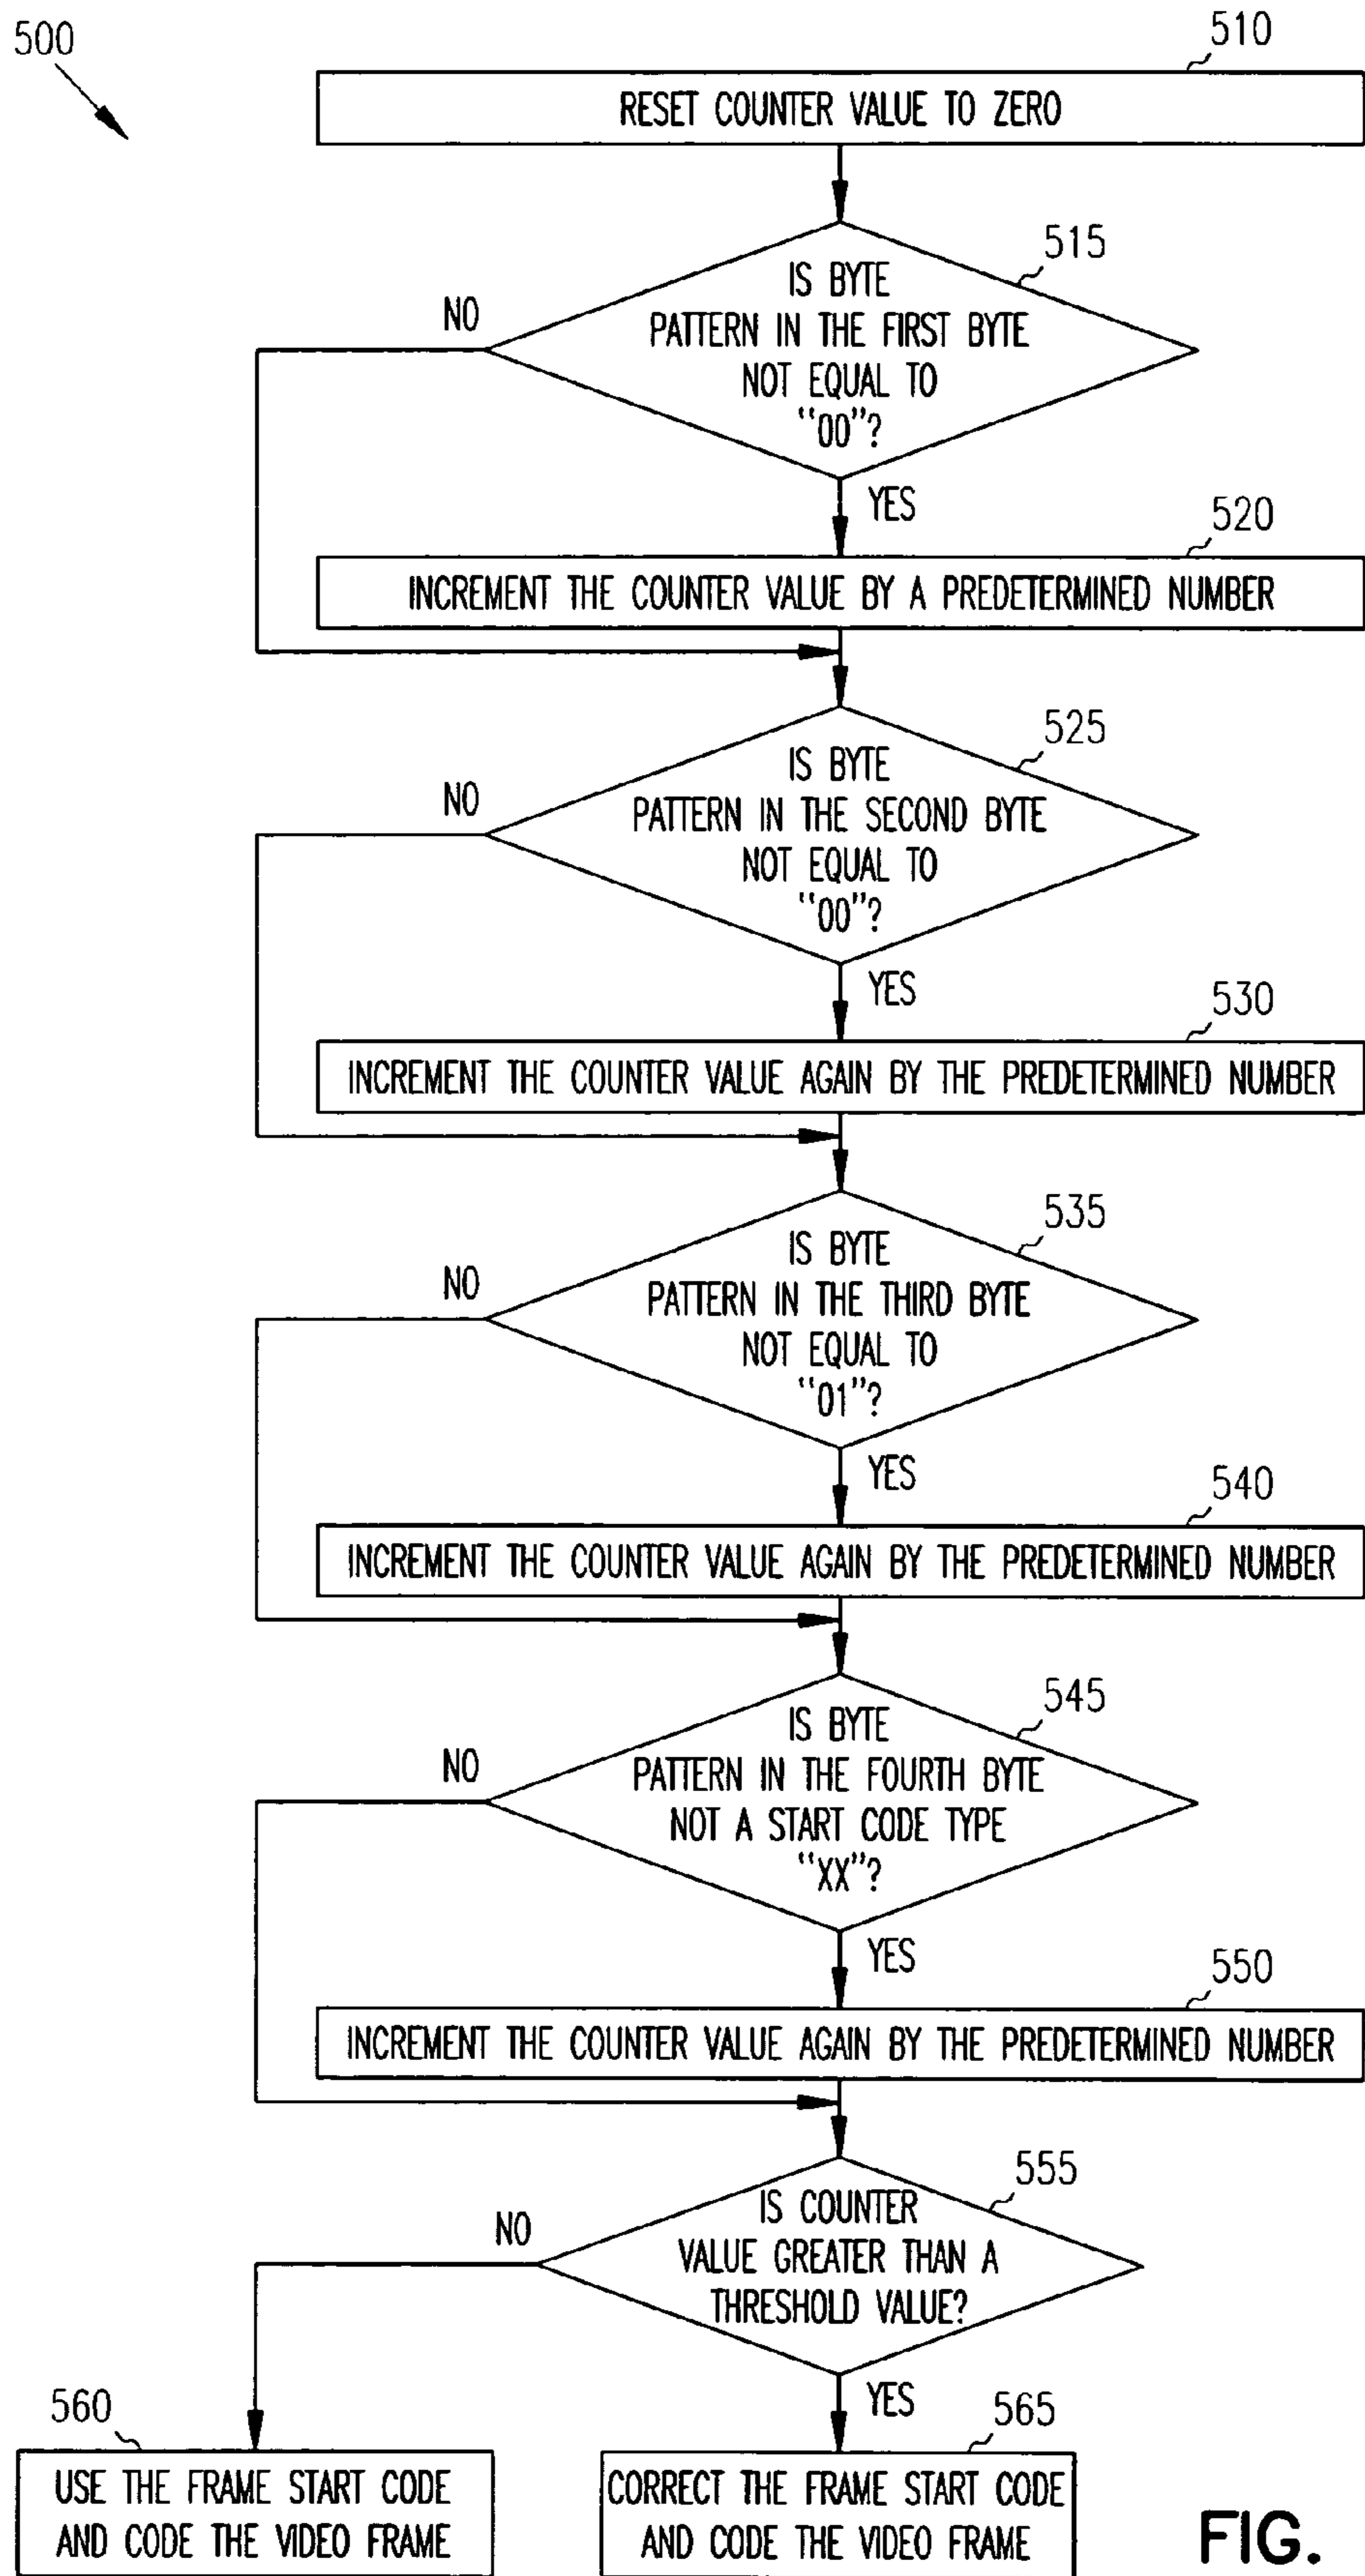 500
510
RESET COUNTER VALUE TO ZERO
515
IS BYTE
PATTERN IN THE FIRST BYTE
NOT EQUAL TO
"00"?
NO
YES
520
INCREMENT THE COUNTER VALUE BY A PREDETERMINED NUMBER
525
IS BYTE
PATTERN IN THE SECOND BYTE
NOT EQUAL TO
"00"?
NO
YES
530
INCREMENT THE COUNTER VALUE AGAIN BY THE PREDETERMINED NUMBER
535
IS BYTE
PATTERN IN THE THIRD BYTE
NOT EQUAL TO
"01"?
NO
YES
540
INCREMENT THE COUNTER VALUE AGAIN BY THE PREDETERMINED NUMBER
545
IS BYTE
PATTERN IN THE FOURTH BYTE
NOT A START CODE TYPE
"XX"?
NO
YES
550
INCREMENT THE COUNTER VALUE AGAIN BY THE PREDETERMINED NUMBER
555
IS COUNTER
VALUE GREATER THAN A
THRESHOLD VALUE?
NO
YES
560
USE THE FRAME START CODE
AND CODE THE VIDEO FRAME
565
CORRECT THE FRAME START CODE
AND CODE THE VIDEO FRAME
FIG.